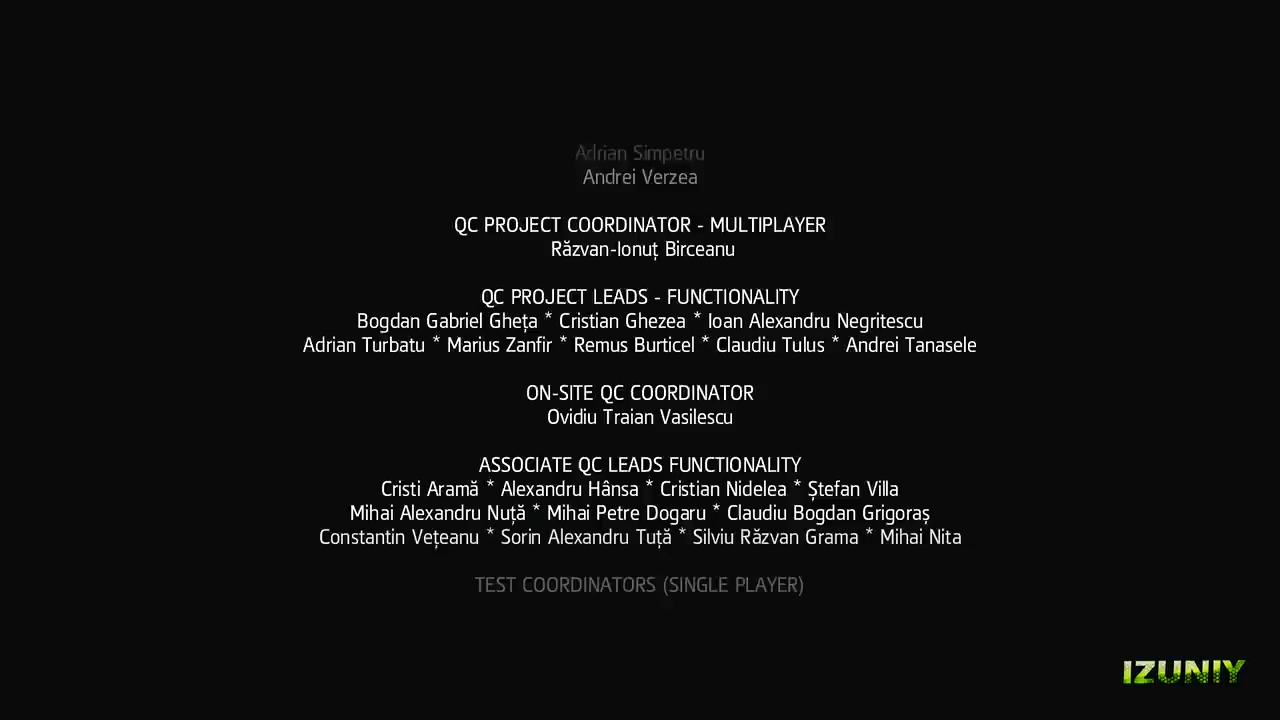 Adrian Simpetru
Andrei Verzea
QC PROJECT COORDINATOR - MULTIPLAYER
Răzvan-Ionuț Birceanu
QC PROJECT LEADS - FUNCTIONALITY
Bogdan Gabriel Gheța * Cristian Ghezea * Ioan Alexandru Negritescu
Adrian Turbatu * Marius Zanfir * Remus Burticel * Claudiu Tulus * Andrei Tanasele
ON-SITE QC COORDINATOR
Ovidiu Traian Vasilescu
ASSOCIATE QC LEADS FUNCTIONALITY
Cristi Aramă * Alexandru Hânsa * Cristian Nidelea * Ștefan Villa
Mihai Alexandru Nuță * Mihai Petre Dogaru * Claudiu Bogdan Grigoraș
Constantin Vețeanu * Sorin Alexandru Tuță * Silviu Răzvan Grama * Mihai Nita
TEST COORDINATORS (SINGLE PLAYER)
IZUNIY